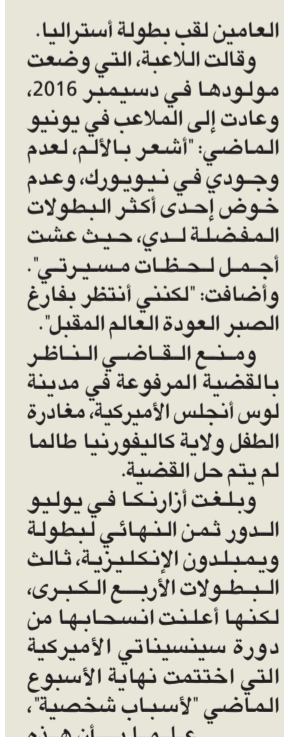 العامين لقب بطولة أستراليا.
وقالت اللاعبة، التي وضعت
مولودها في دسيمبر 2016،
وعادت إلى الملاعب في يونيو
الماضي: "أشعر بالألم، لعدم
وجودي في نيويورك، وعدم
خوض إحدى أكثر البطولات
المفضلة لدي، حيث عشت
أجمل لحظات مسيرتي".
وأضافت: "لكنني أنتظر بفارغ
الصبر العودة العالم المقبل".
ومنع القاضي الناظر
بالقضية المرفوعة في مدينة
لوس أنجلس الأميركية، مغادرة
الطفل ولاية كاليفورنيا طالما
لم يتم حل القضية.
وبلغت أزارنكا في يوليو
الدور ثمن النهائي لبطولة
ويمبلدون الإنكليزية، ثالث
البطولات الأربع الكبرى،
لكنها أعلنت انسحابها من
دورة سينسيناتي الأميركية
التي اختتمت نهاية الأسبوع
الماضي "لأسباب شخصية"،